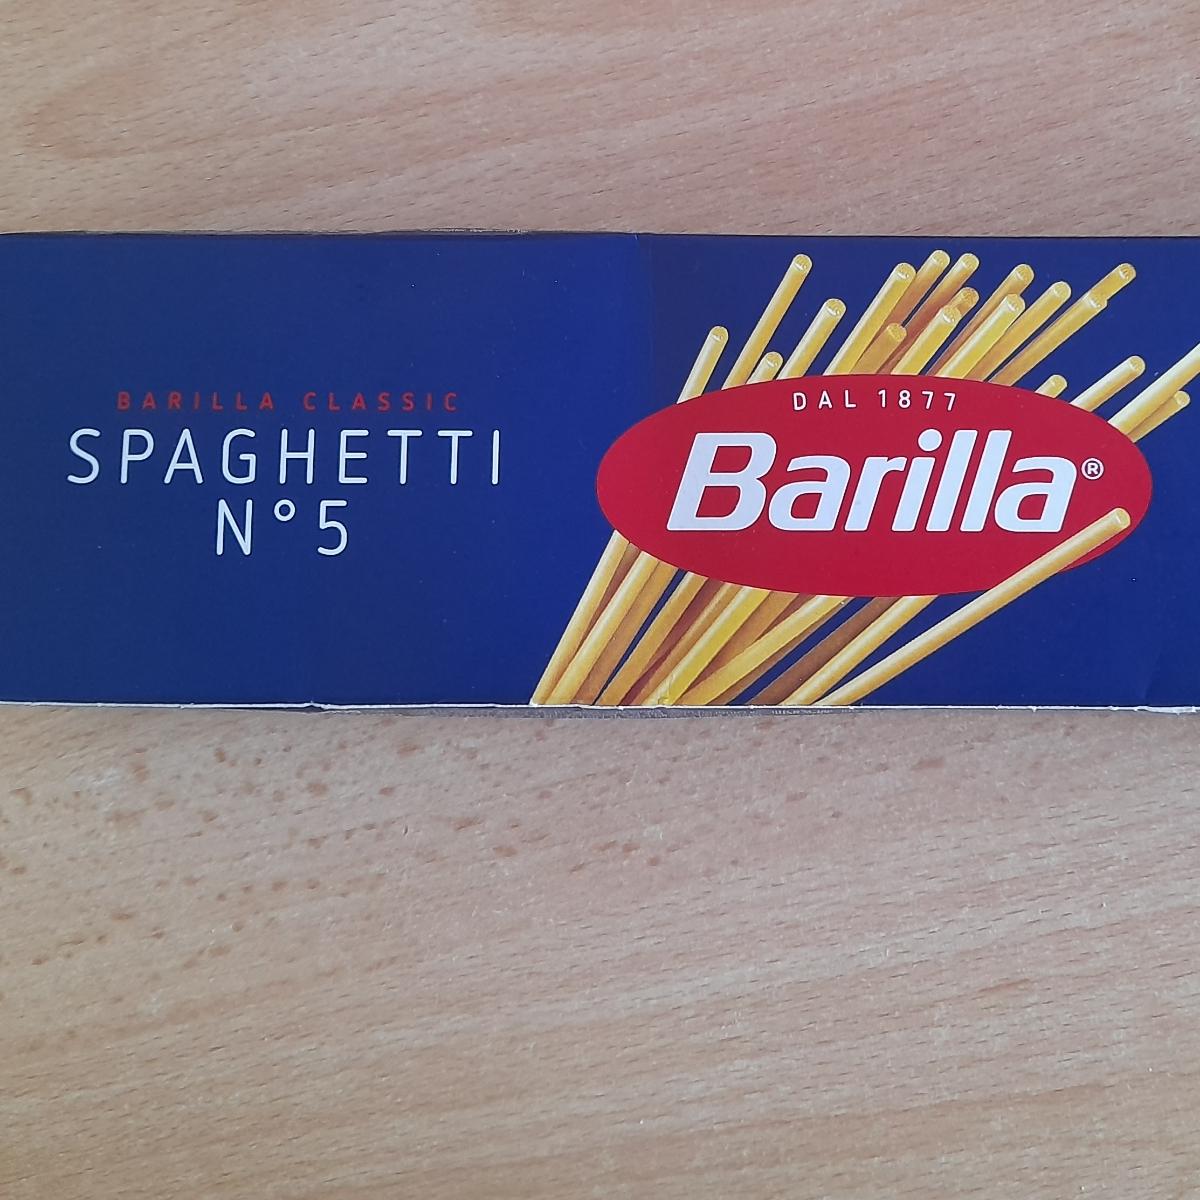 BARILLA CLASSIC
SPAGHETTI
N°5
DAL 1877
Barilla®